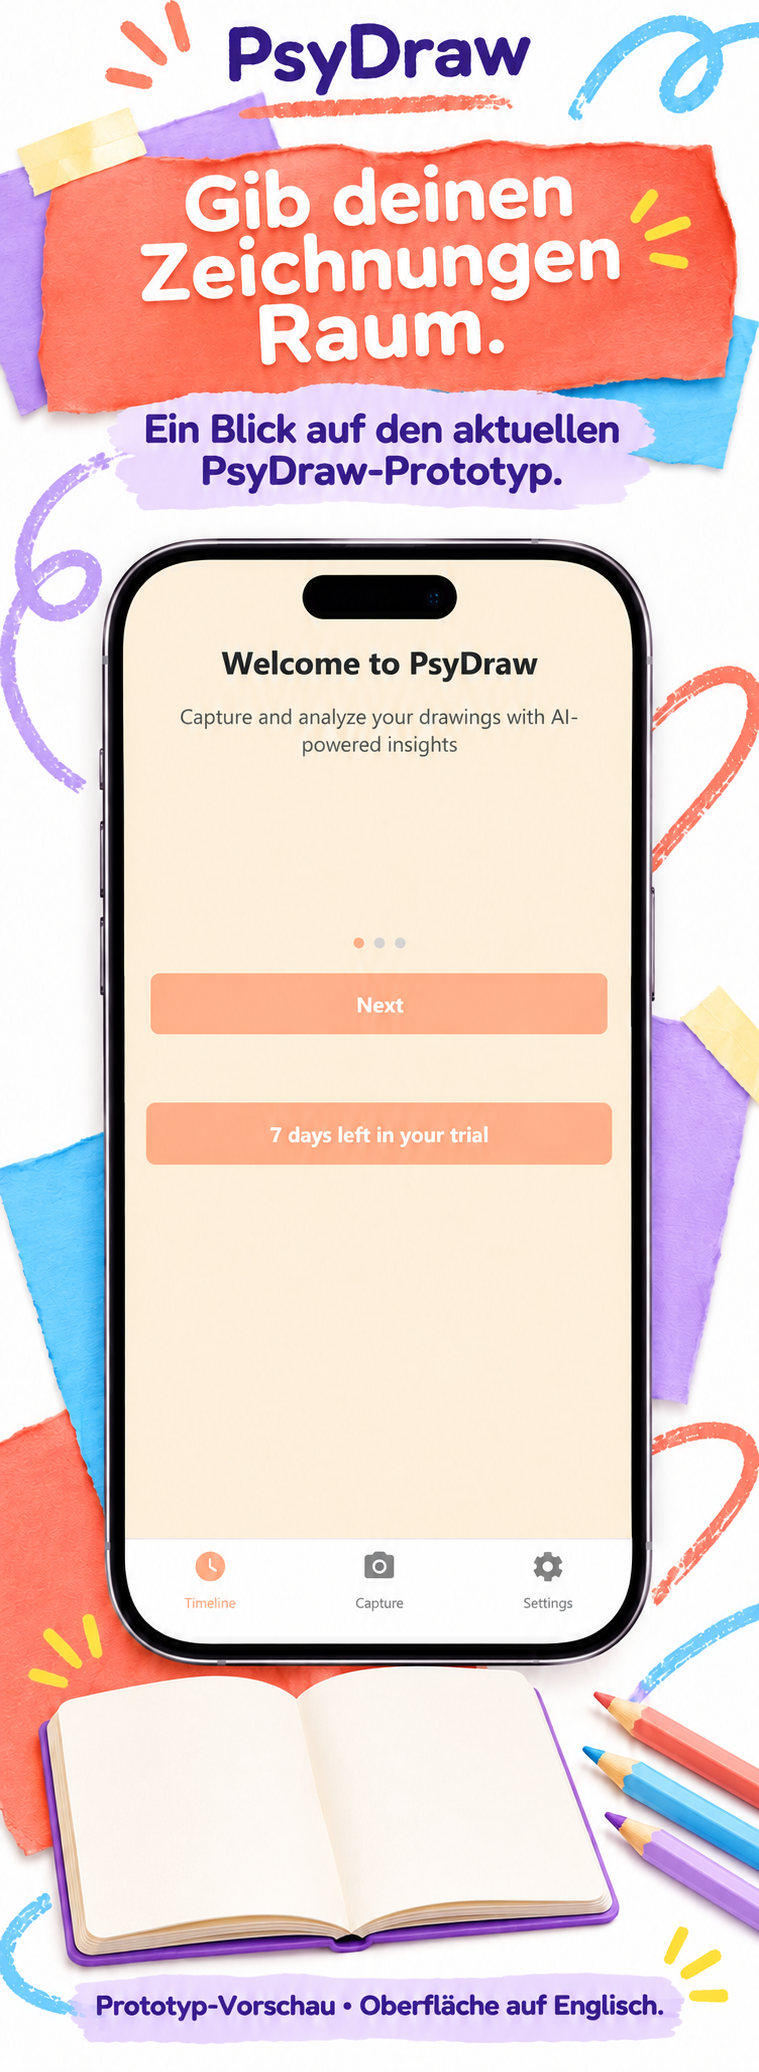 PsyDraw
Gib deinen
Zeichnungen
Raum.
Ein Blick auf den aktuellen
PsyDraw-Prototyp.
Welcome to PsyDraw
Capture and analyze your drawings with AI-
powered insights
Next
7 days left in your trial
Timeline
Capture
Settings
Prototyp-Vorschau • Oberfläche auf Englisch.